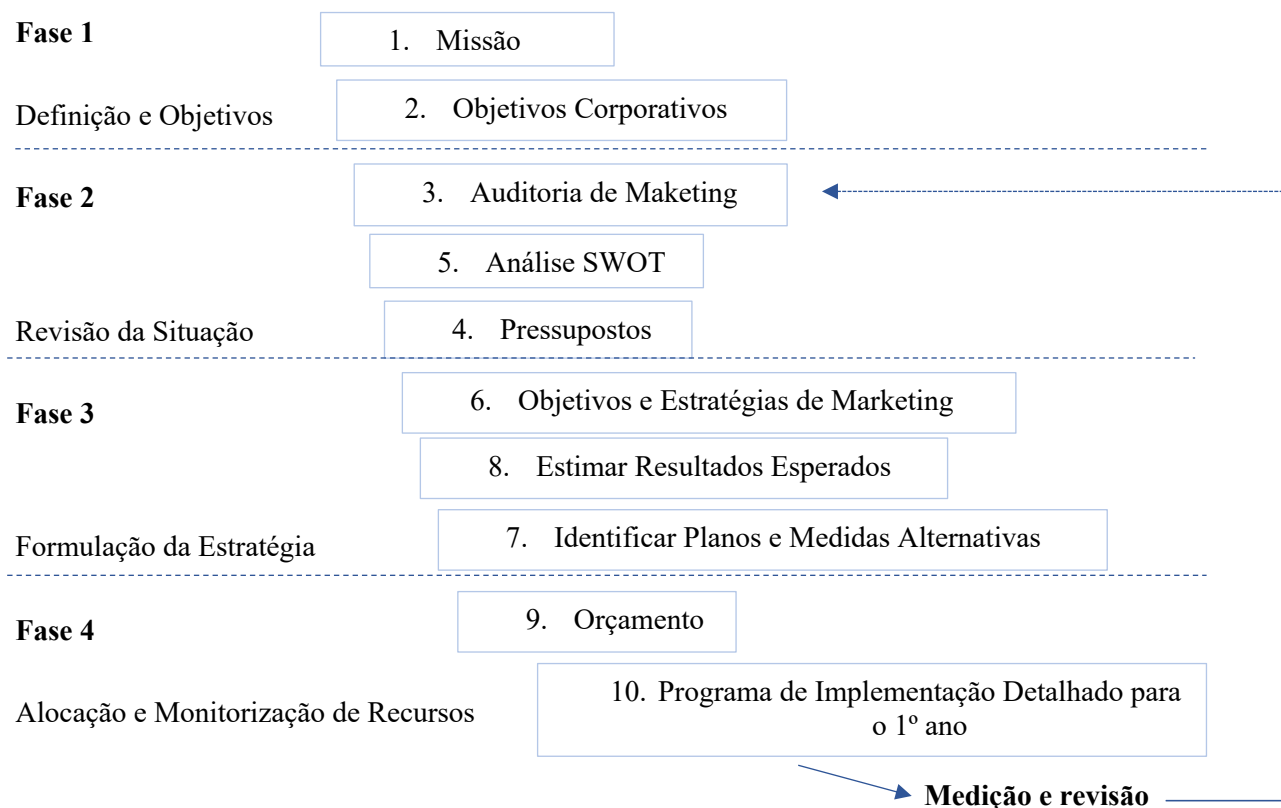 Fase 1
1. Missão
Definição e Objetivos
2. Objetivos Corporativos
Fase 2
3. Auditoria de Maketing
5. Análise SWOT
Revisão da Situação
4. Pressupostos
Fase 3
6. Objetivos e Estratégias de Marketing
8. Estimar Resultados Esperados
Formulação da Estratégia
7. Identificar Planos e Medidas Alternativas
Fase 4
9. Orçamento
Alocação e Monitorização de Recursos
10. Programa de Implementação Detalhado para
o 1º ano
Medição e revisão